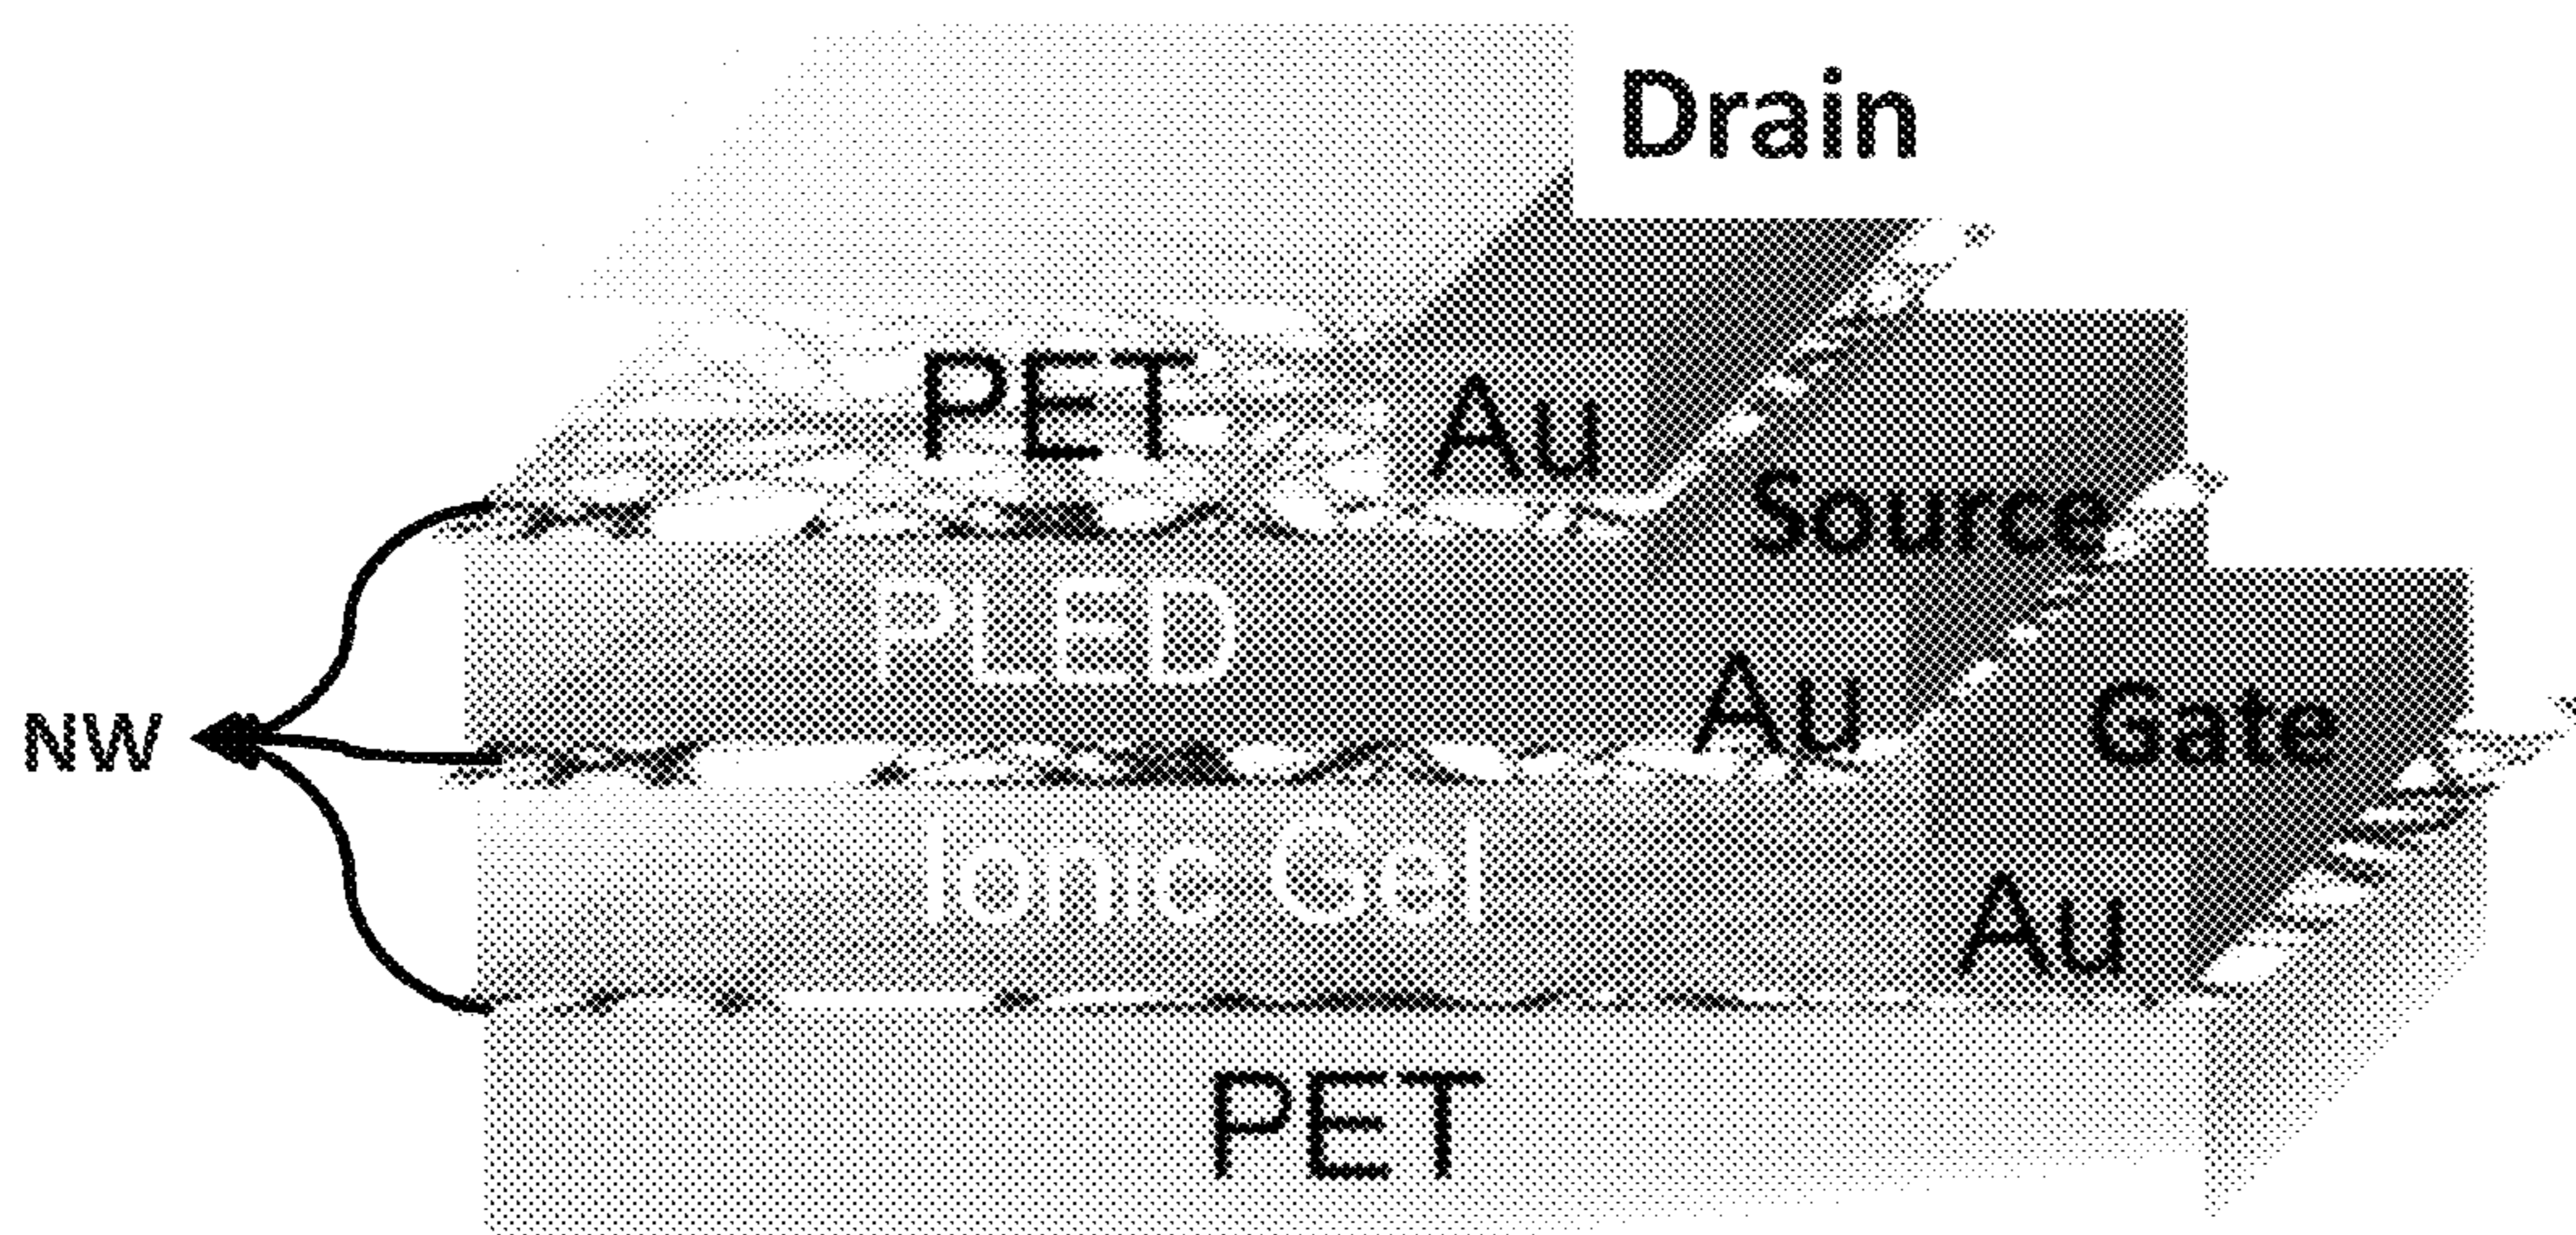 Drain
PET
Au
Source
PLED
Au
Gate
NW
Ionic Gel
Au
PET